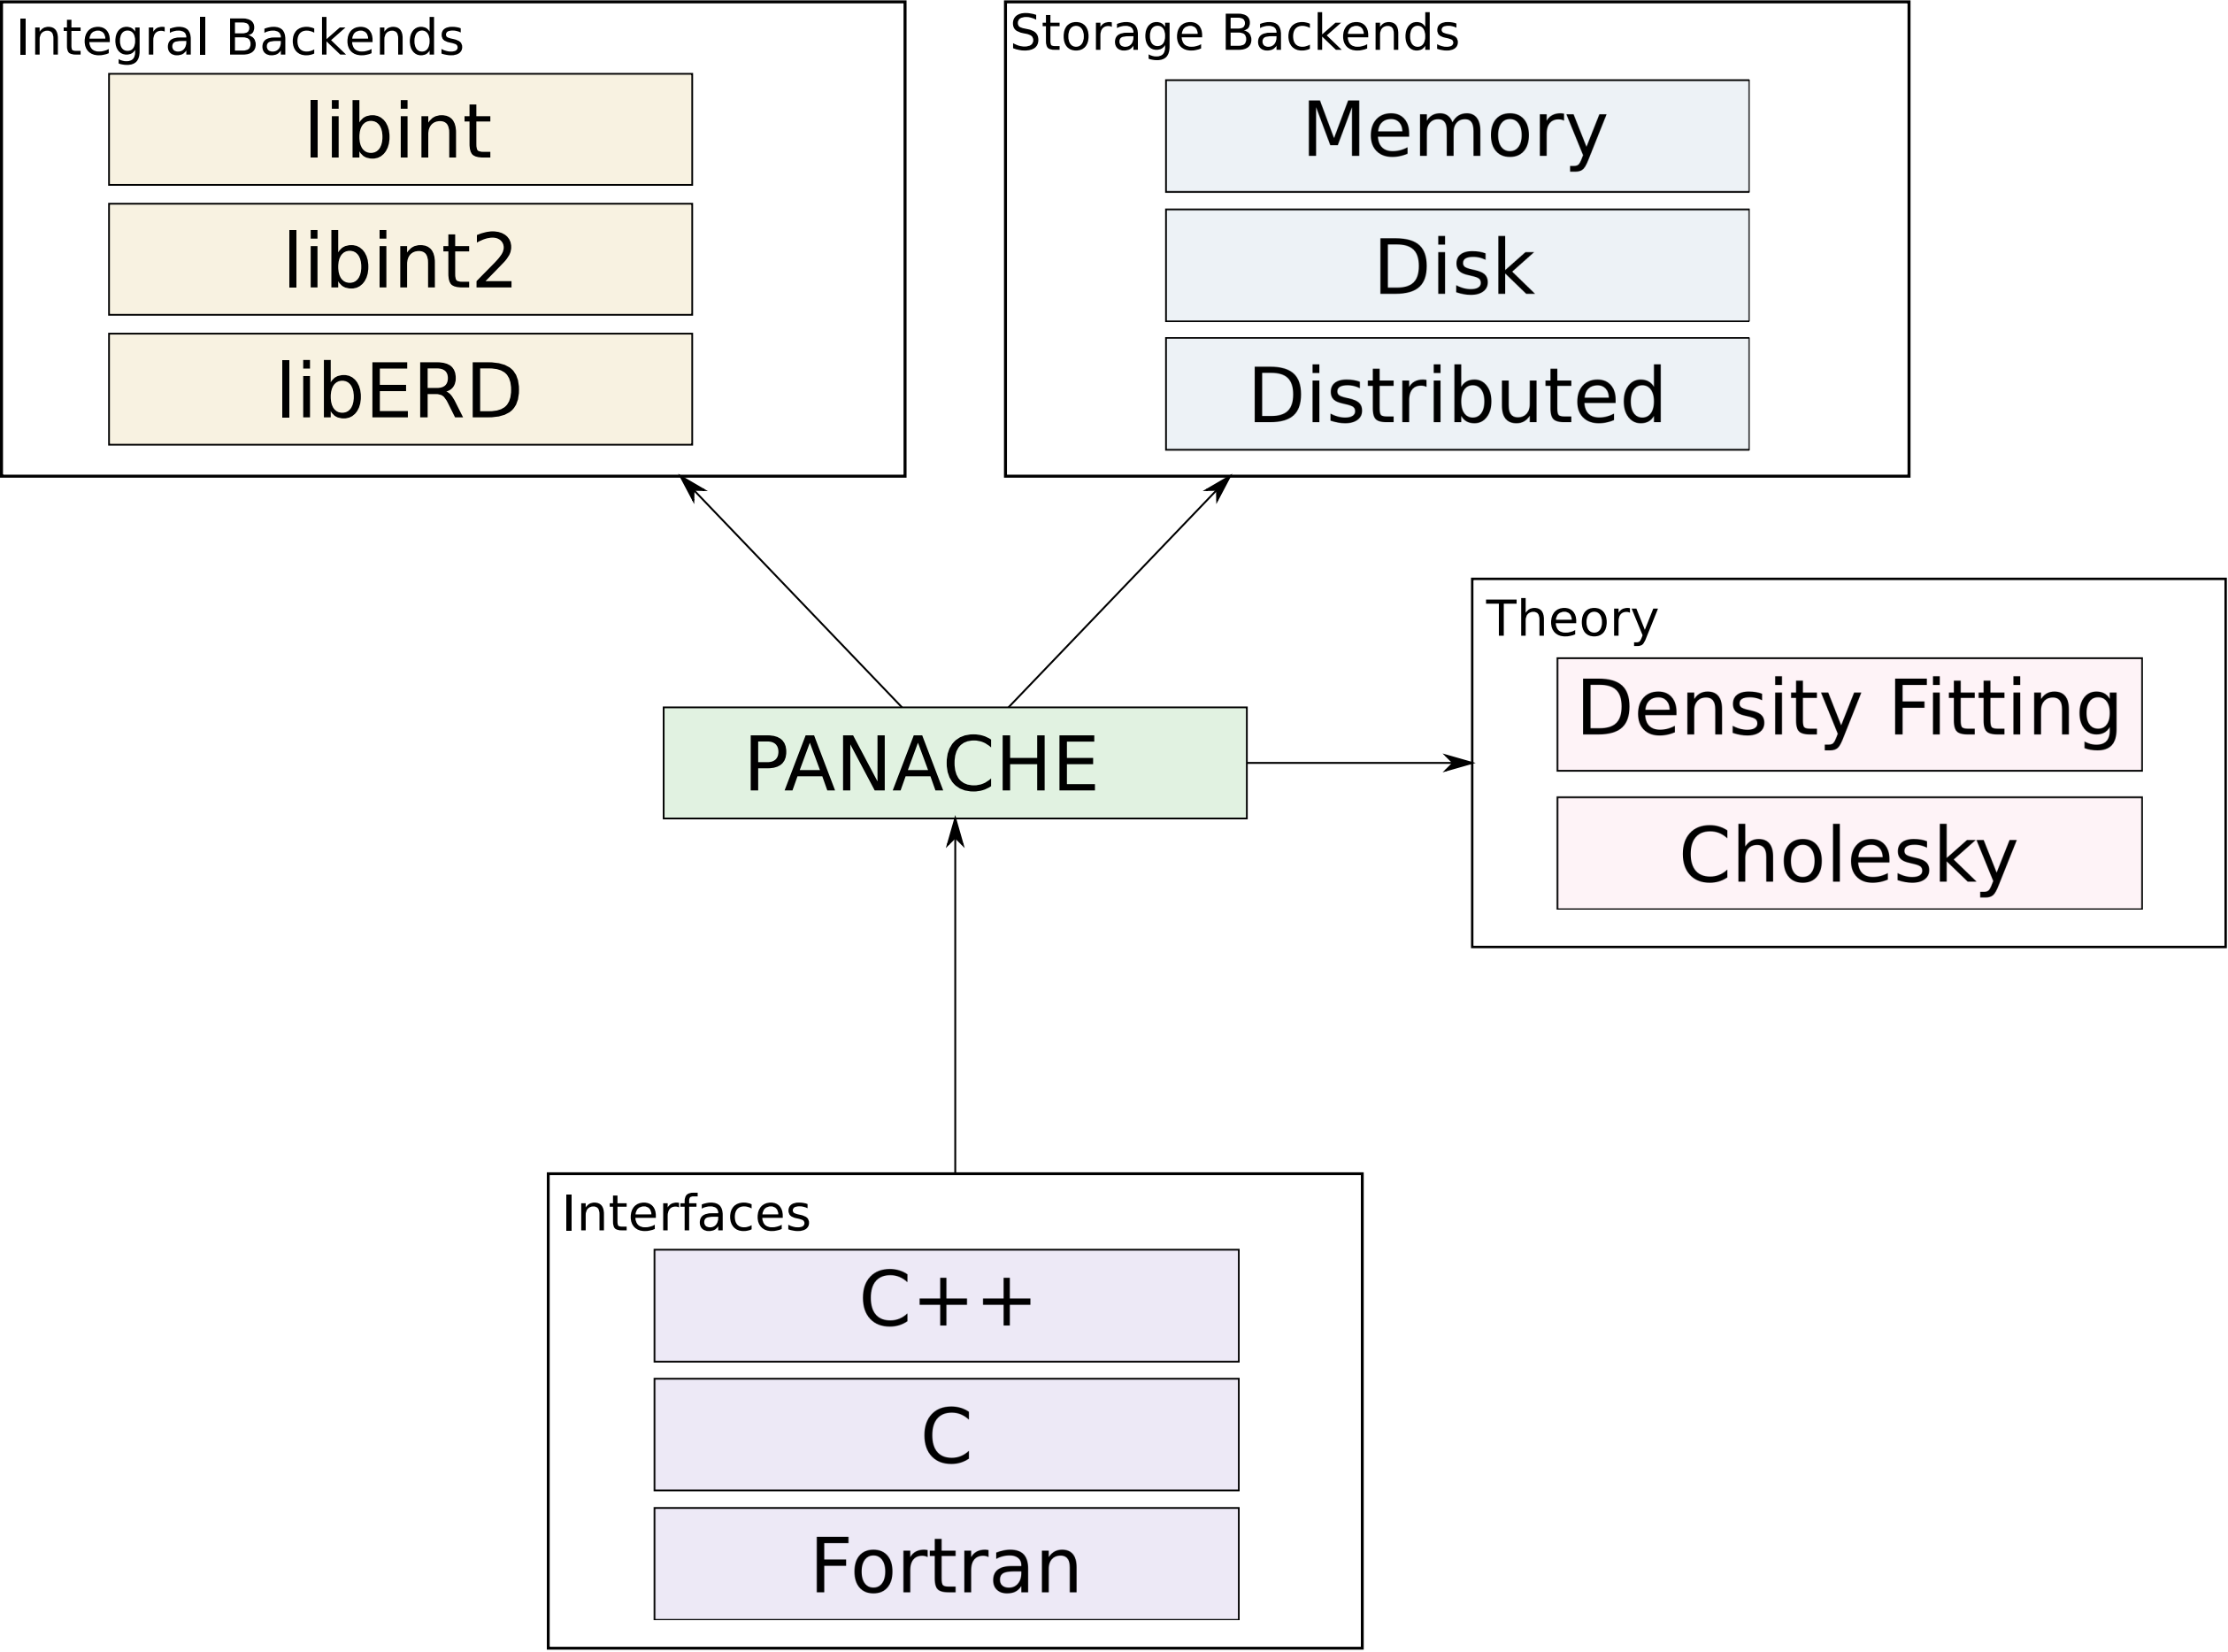 Integral Backends
libint
libint2
libERD
Storage Backends
Memory
Disk
Distributed
Theory
Density Fitting
Cholesky
PANACHE
Interfaces
C++
C
Fortran